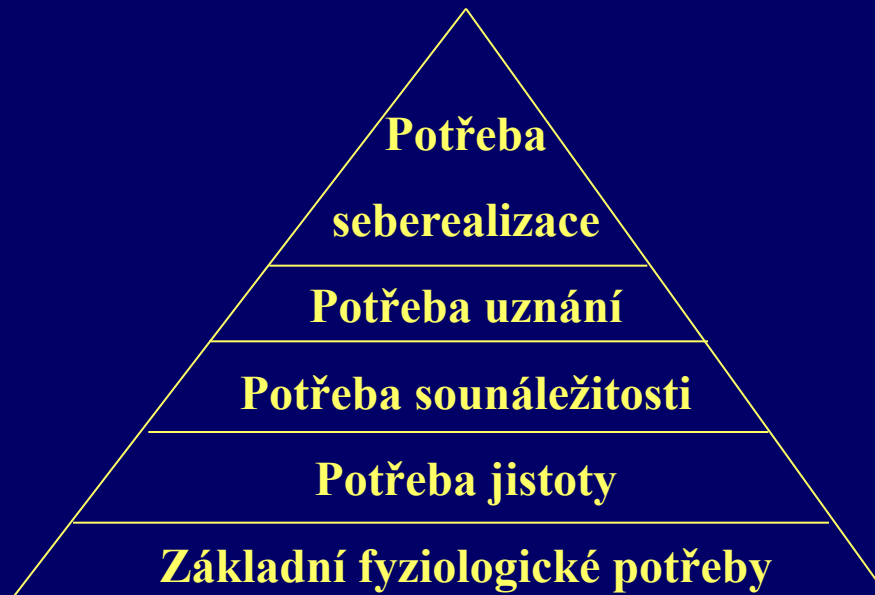 Potřeba
seberealizace
Potřeba uznání
Potřeba sounáležitosti
Potřeba jistoty
Základní fyziologické potřeby